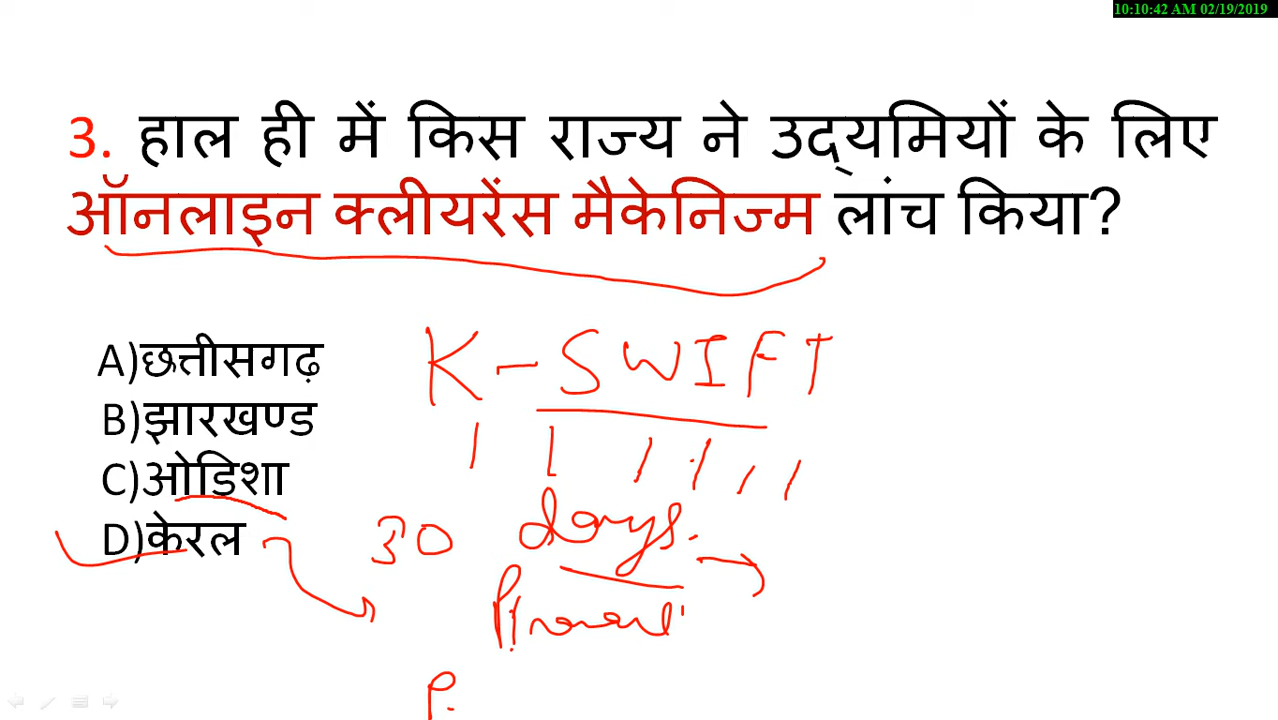 10:10:42 AM 02/19/2019
3. हाल ही में किस राज्य ने उद्यमियों के लिए
ऑनलाइन क्लीयरेंस मैकेनिज्म लांच किया?
A)छत्तीसगढ़
B)झारखण्ड
C)ओडिशा
D)केरल
K-SWIFT
30 days.
P.